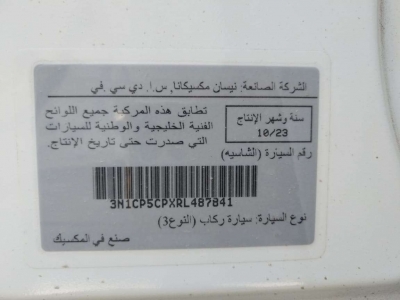 الشركة الصانعة: نيسان مكسيكانا, س.ا. دي سي. في
تطابق هذه المركبة جميع اللوائح
الفنية الخليجية والوطنية للسيارات
التي صدرت حتى تاريخ الإنتاج.
سنة وشهر الإنتاج
10/23
رقم السيارة (الشاسيه):
3N1CP5CPXRL487841
نوع السيارة: سيارة ركاب (النوع3)
صنع في المكسيك